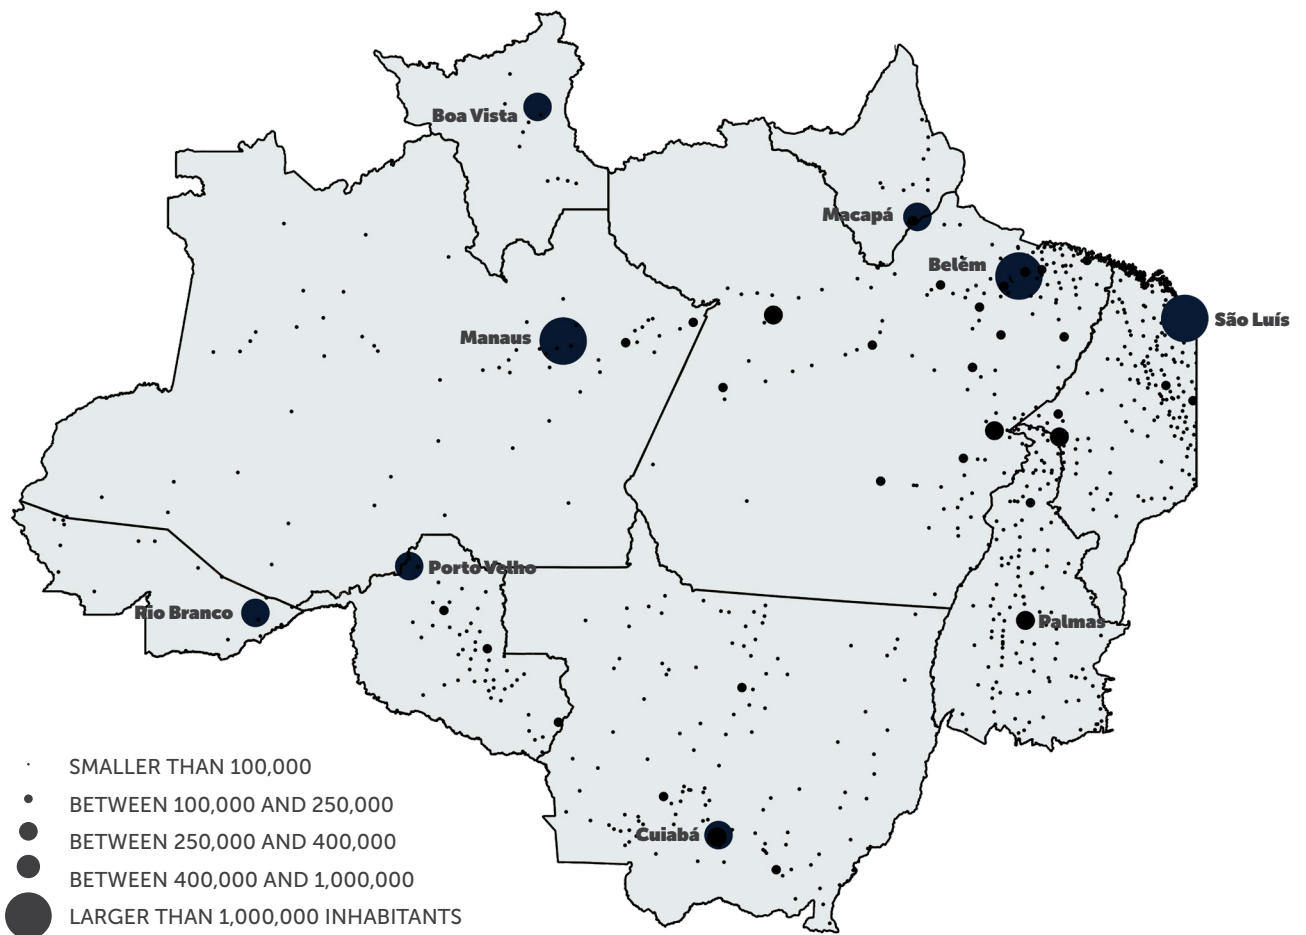 Boa Vista
Macapá
Belèm
São Luís
Manaus
Porto Velho
Rio Branco
Palmas
Cuiabá
SMALLER THAN 100,000
BETWEEN 100,000 AND 250,000
BETWEEN 250,000 AND 400,000
BETWEEN 400,000 AND 1,000,000
LARGER THAN 1,000,000 INHABITANTS